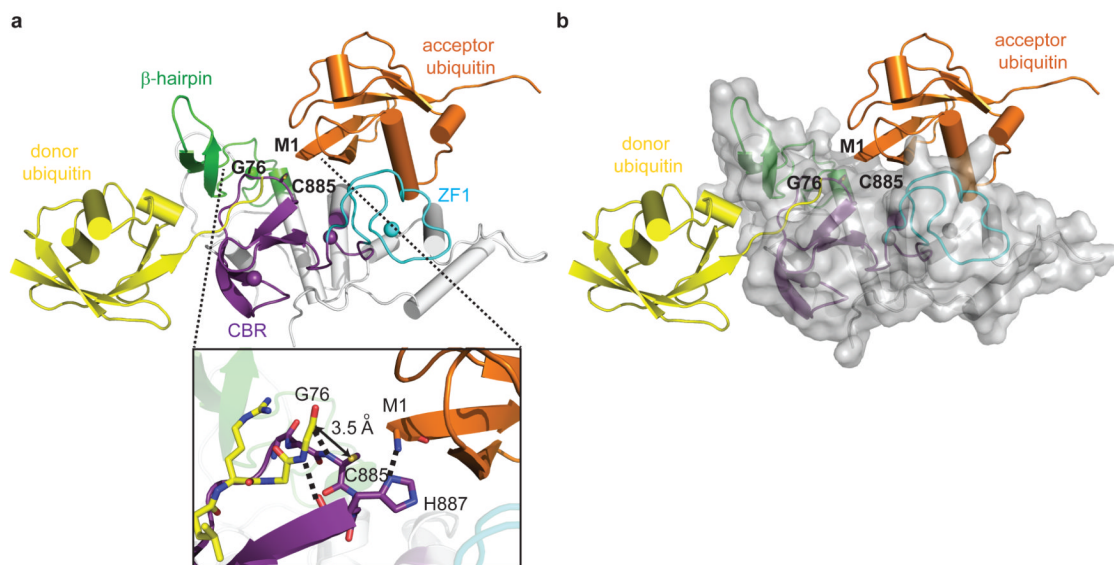 a
acceptor
ubiquitin
β-hairpin
donor
ubiquitin
M1
G76
C885
ZF1
CBR
G76
M1
3.5 Å
C885
H887
b
acceptor
ubiquitin
donor
ubiquitin
M1
G76
C885